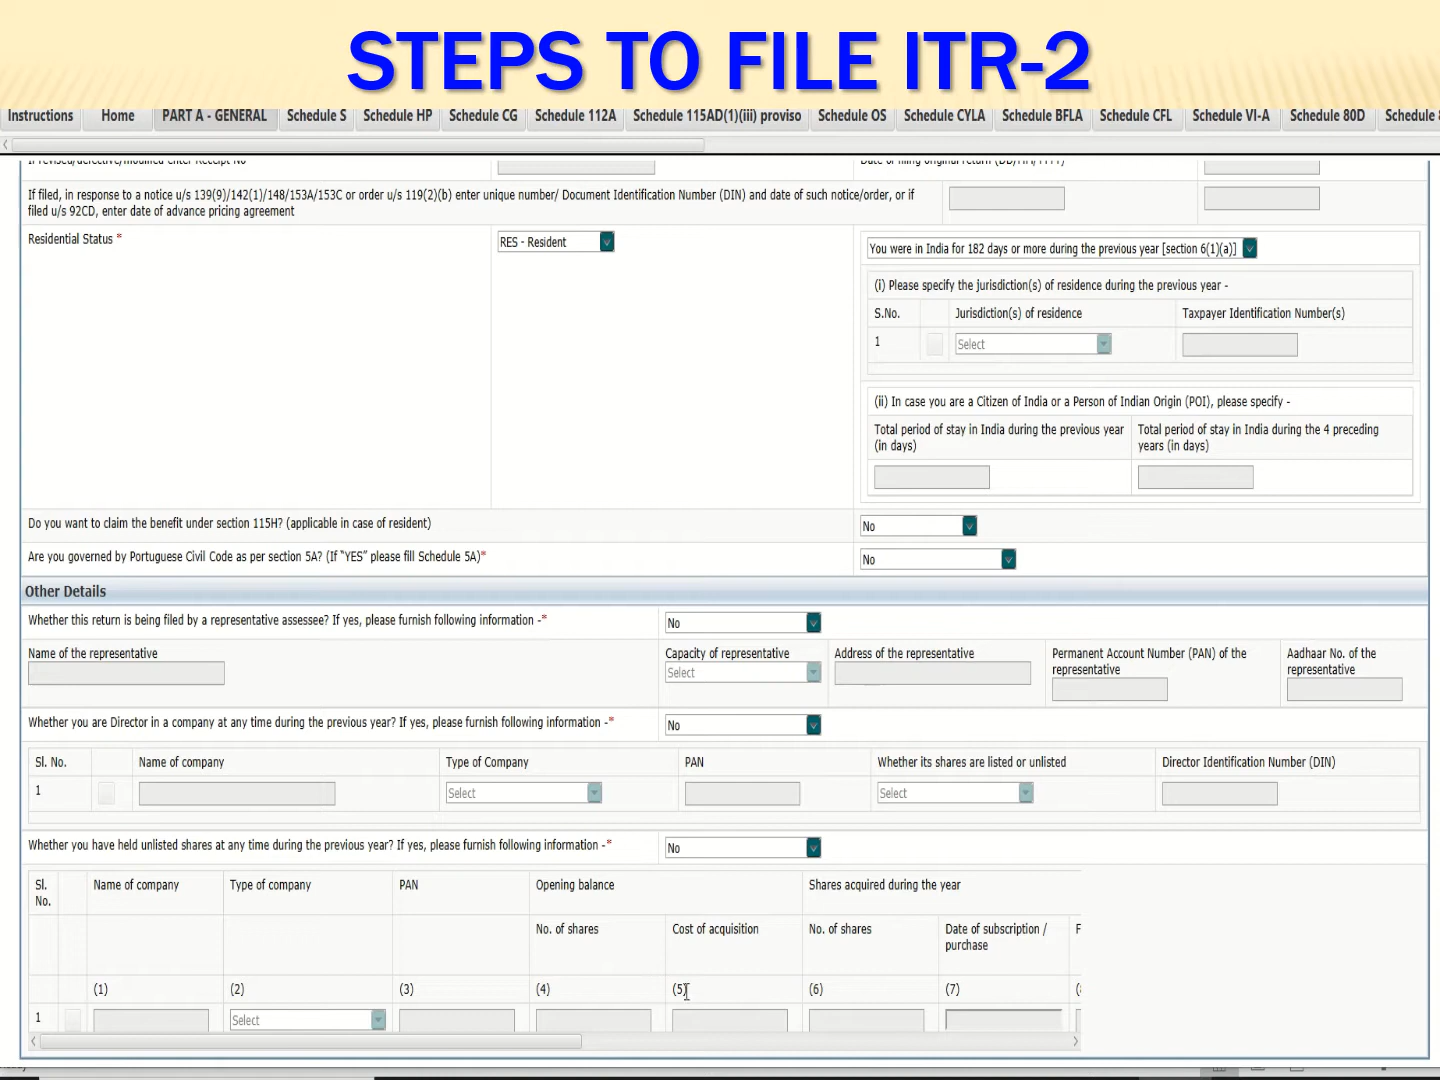 STEPS TO FILE ITR-2
Instructions Home PART A - GENERAL Schedule S Schedule HP Schedule CG Schedule 112A Schedule 115AD(1)(iii) proviso Schedule OS Schedule CYLA Schedule BFLA Schedule CFL Schedule VI-A Schedule 80D Schedule
If revised/defective/modified enter Receipt No Date of filing original return (DD/MM/YYYY)
If filed, in response to a notice u/s 139(9)/142(1)/148/153A/153C or order u/s 119(2)(b) enter unique number/ Document Identification Number (DIN) and date of such notice/order, or if
filed u/s 92CD, enter date of advance pricing agreement
Residential Status * RES - Resident You were in India for 182 days or more during the previous year [section 6(1)(a)]
(i) Please specify the jurisdiction(s) of residence during the previous year -
S.No. Jurisdiction(s) of residence Taxpayer Identification Number(s)
1 Select
(ii) In case you are a Citizen of India or a Person of Indian Origin (POI), please specify -
Total period of stay in India during the previous year Total period of stay in India during the 4 preceding
(in days) years (in days)
Do you want to claim the benefit under section 115H? (applicable in case of resident) No
Are you governed by Portuguese Civil Code as per section 5A? (If “YES” please fill Schedule 5A)* No
Other Details
Whether this return is being filed by a representative assessee? If yes, please furnish following information -* No
Name of the representative Capacity of representative Address of the representative Permanent Account Number (PAN) of the Aadhaar No. of the
Select representative representative
Whether you are Director in a company at any time during the previous year? If yes, please furnish following information -* No
Sl. No. Name of company Type of Company PAN Whether its shares are listed or unlisted Director Identification Number (DIN)
1 Select Select
Whether you have held unlisted shares at any time during the previous year? If yes, please furnish following information -* No
Sl. Name of company Type of company PAN Opening balance Shares acquired during the year
No.
No. of shares Cost of acquisition No. of shares Date of subscription / F
purchase
(1) (2) (3) (4) (5) (6) (7)
1 Select